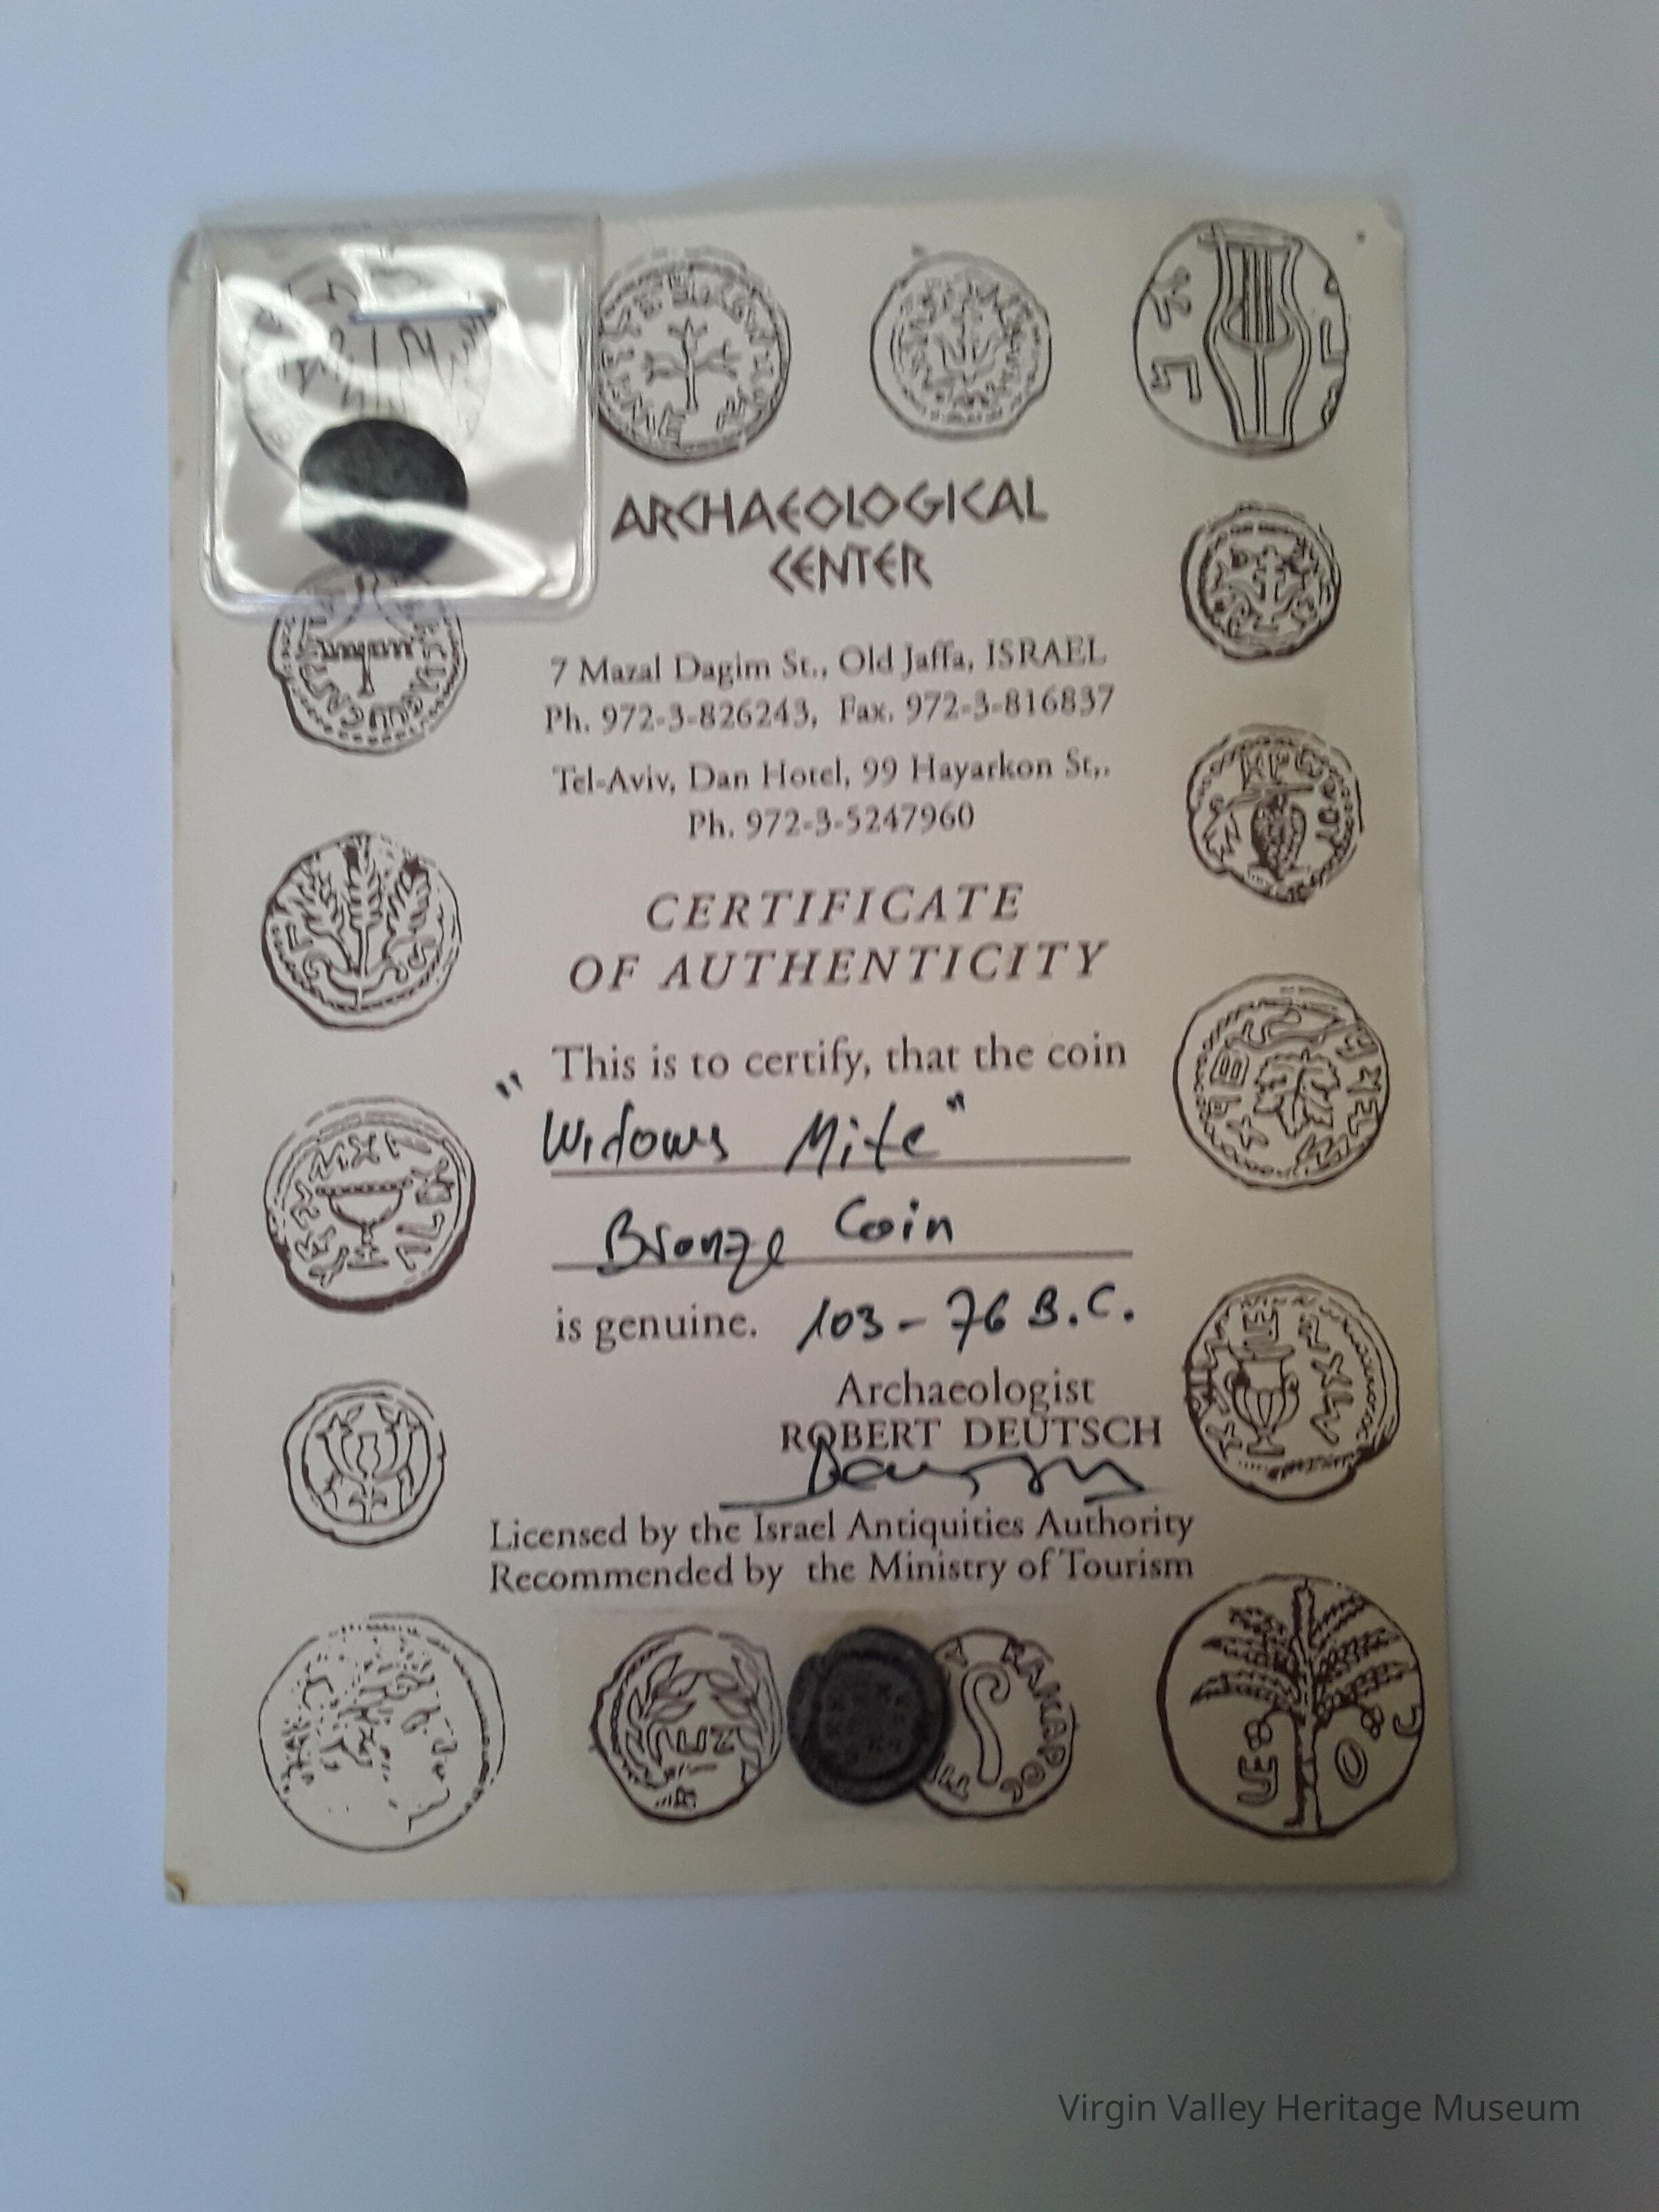 ARCHAEOLOGICAL
CENTER
7 Mazal Dagim St., Old Jaffa, ISRAEL
Ph. 972-3-826243, Fax. 972-3-816837
Tel-Aviv, Dan Hotel, 99 Hayarkon St,.
Ph. 972-3-5247960
CERTIFICATE
OF AUTHENTICITY
This is to certify, that the coin
"Widows Mite"
Bronze Coin
is genuine. 103-76 B.C.
Archaeologist
ROBERT DEUTSCH
Licensed by the Israel Antiquities Authority
Recommended by the Ministry of Tourism
Virgin Valley Heritage Museum